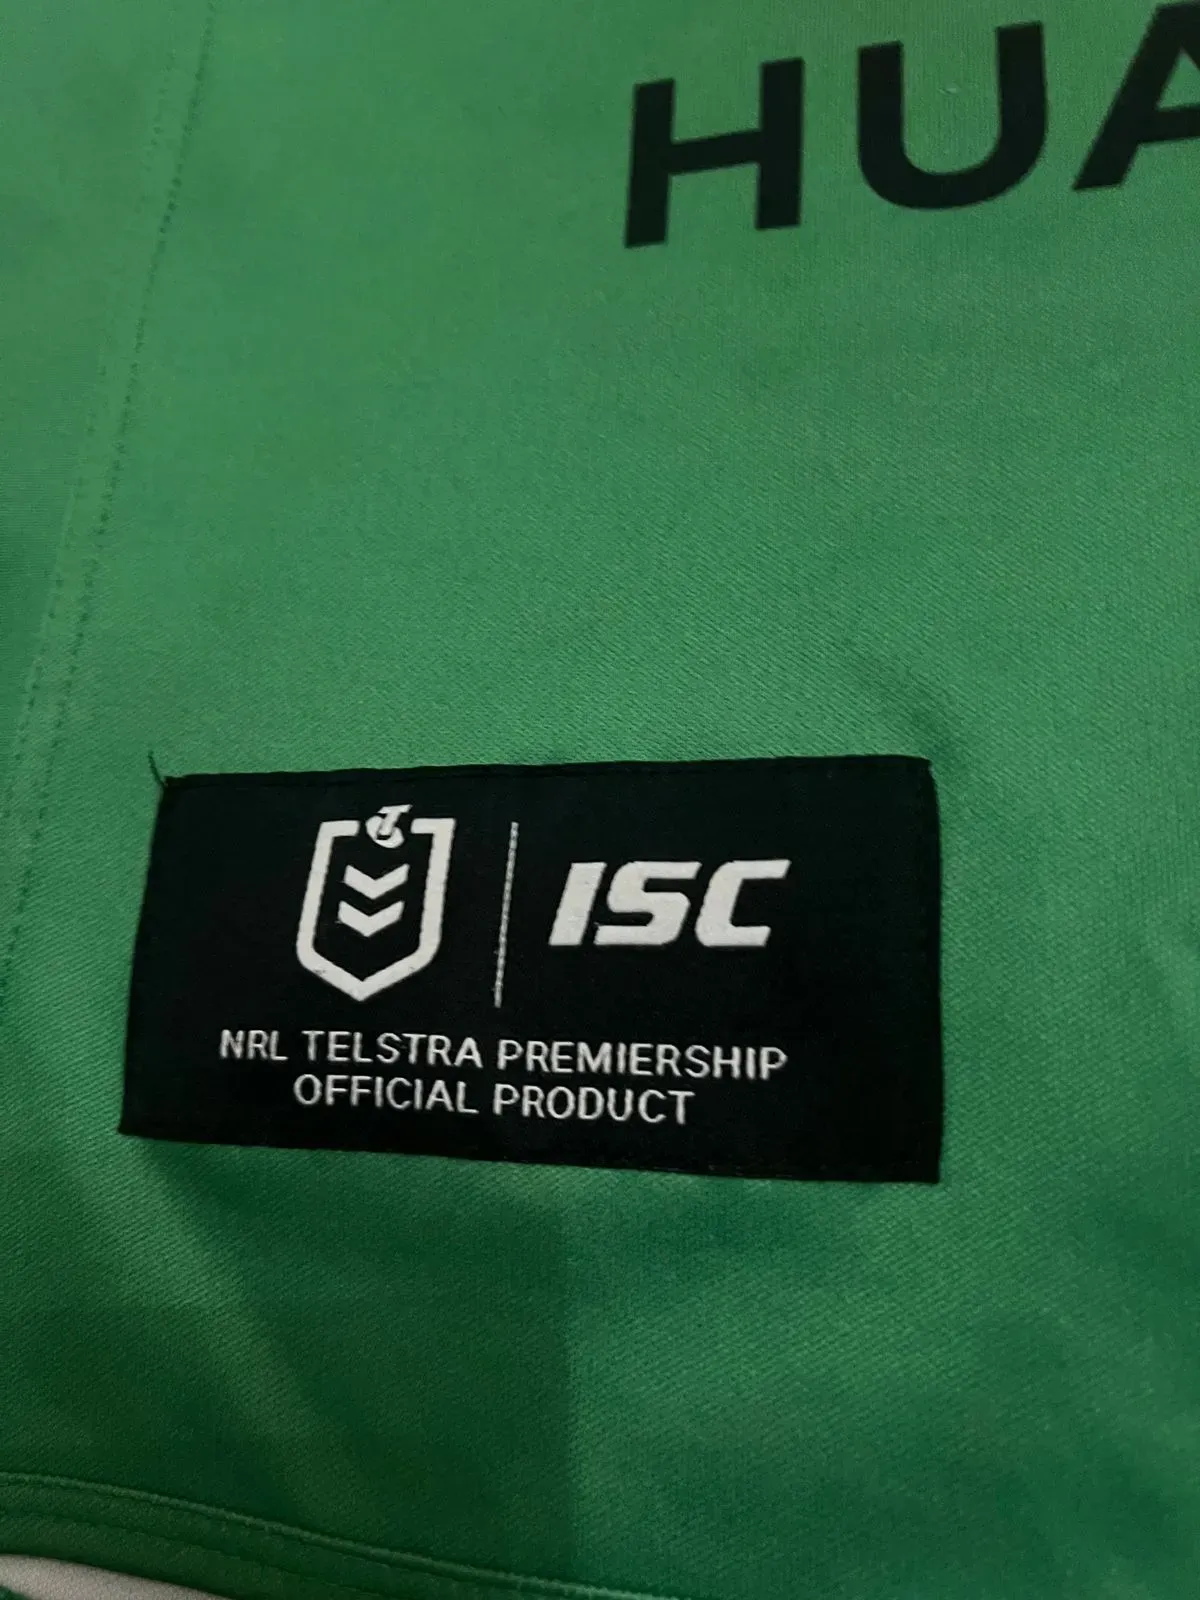 HUA
ISC
NRL TELSTRA PREMIERSHIP
OFFICIAL PRODUCT